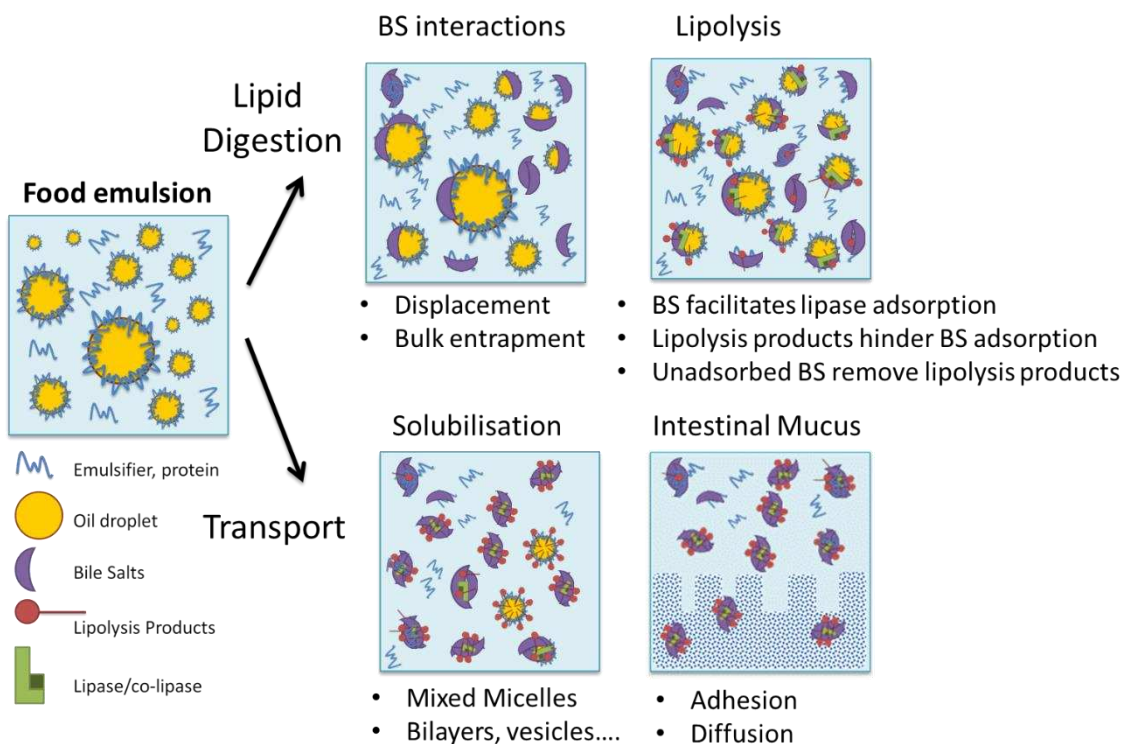 BS interactions
Lipolysis
Lipid
Digestion
Food emulsion
• Displacement
• Bulk entrapment
• BS facilitates lipase adsorption
• Lipolysis products hinder BS adsorption
• Unadsorbed BS remove lipolysis products
Solubilisation
Intestinal Mucus
Emulsifier, protein
Oil droplet
Bile Salts
Lipolysis Products
Lipase/co-lipase
Transport
• Mixed Micelles
• Bilayers, vesicles....
• Adhesion
• Diffusion